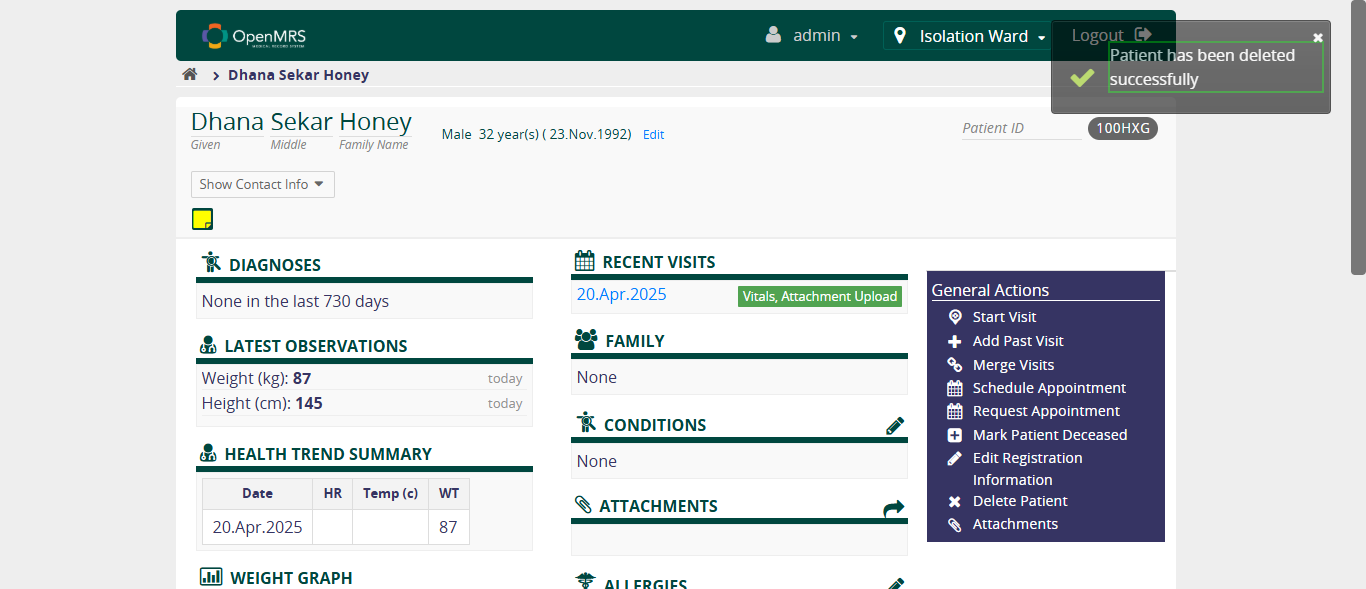 OpenMRS
MEDICAL RECORD SYSTEM
admin
Isolation Ward
Logout
Patient has been deleted
successfully
Dhana Sekar Honey
Dhana Sekar Honey
Given Middle Family Name
Male 32 year(s) ( 23.Nov.1992) Edit
Patient ID 100HXG
Show Contact Info
DIAGNOSES
None in the last 730 days
LATEST OBSERVATIONS
Weight (kg): 87 today
Height (cm): 145 today
HEALTH TREND SUMMARY
Date HR Temp (c) WT
20.Apr.2025 87
WEIGHT GRAPH
RECENT VISITS
20.Apr.2025 Vitals, Attachment Upload
FAMILY
None
CONDITIONS
None
ATTACHMENTS
ALLERGIES
General Actions
Start Visit
Add Past Visit
Merge Visits
Schedule Appointment
Request Appointment
Mark Patient Deceased
Edit Registration
Information
Delete Patient
Attachments